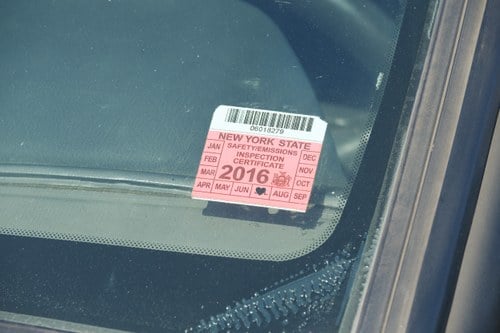 06018279
NEW YORK STATE
JAN SAFETY/EMISSIONS DEC
FEB INSPECTION NOV
CERTIFICATE
MAR 2016 OCT
APR MAY JUN AUG SEP